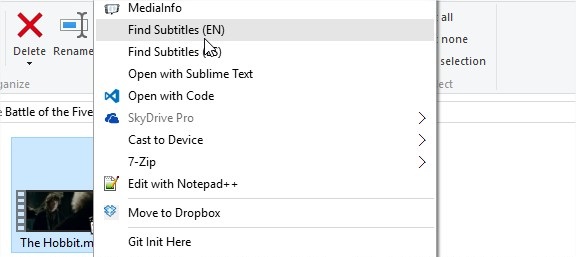 MediaInfo
all
Find Subtitles (EN)
Delete
Rename
none
Find Subtitles (
selection
Open with Sublime Text
ganize
ect
Open with Code
Battle of the Five
SkyDrive Pro
Cast to Device
7-Zip
Edit with Notepad++
Move to Dropbox
The Hobbit.m
Git Init Here